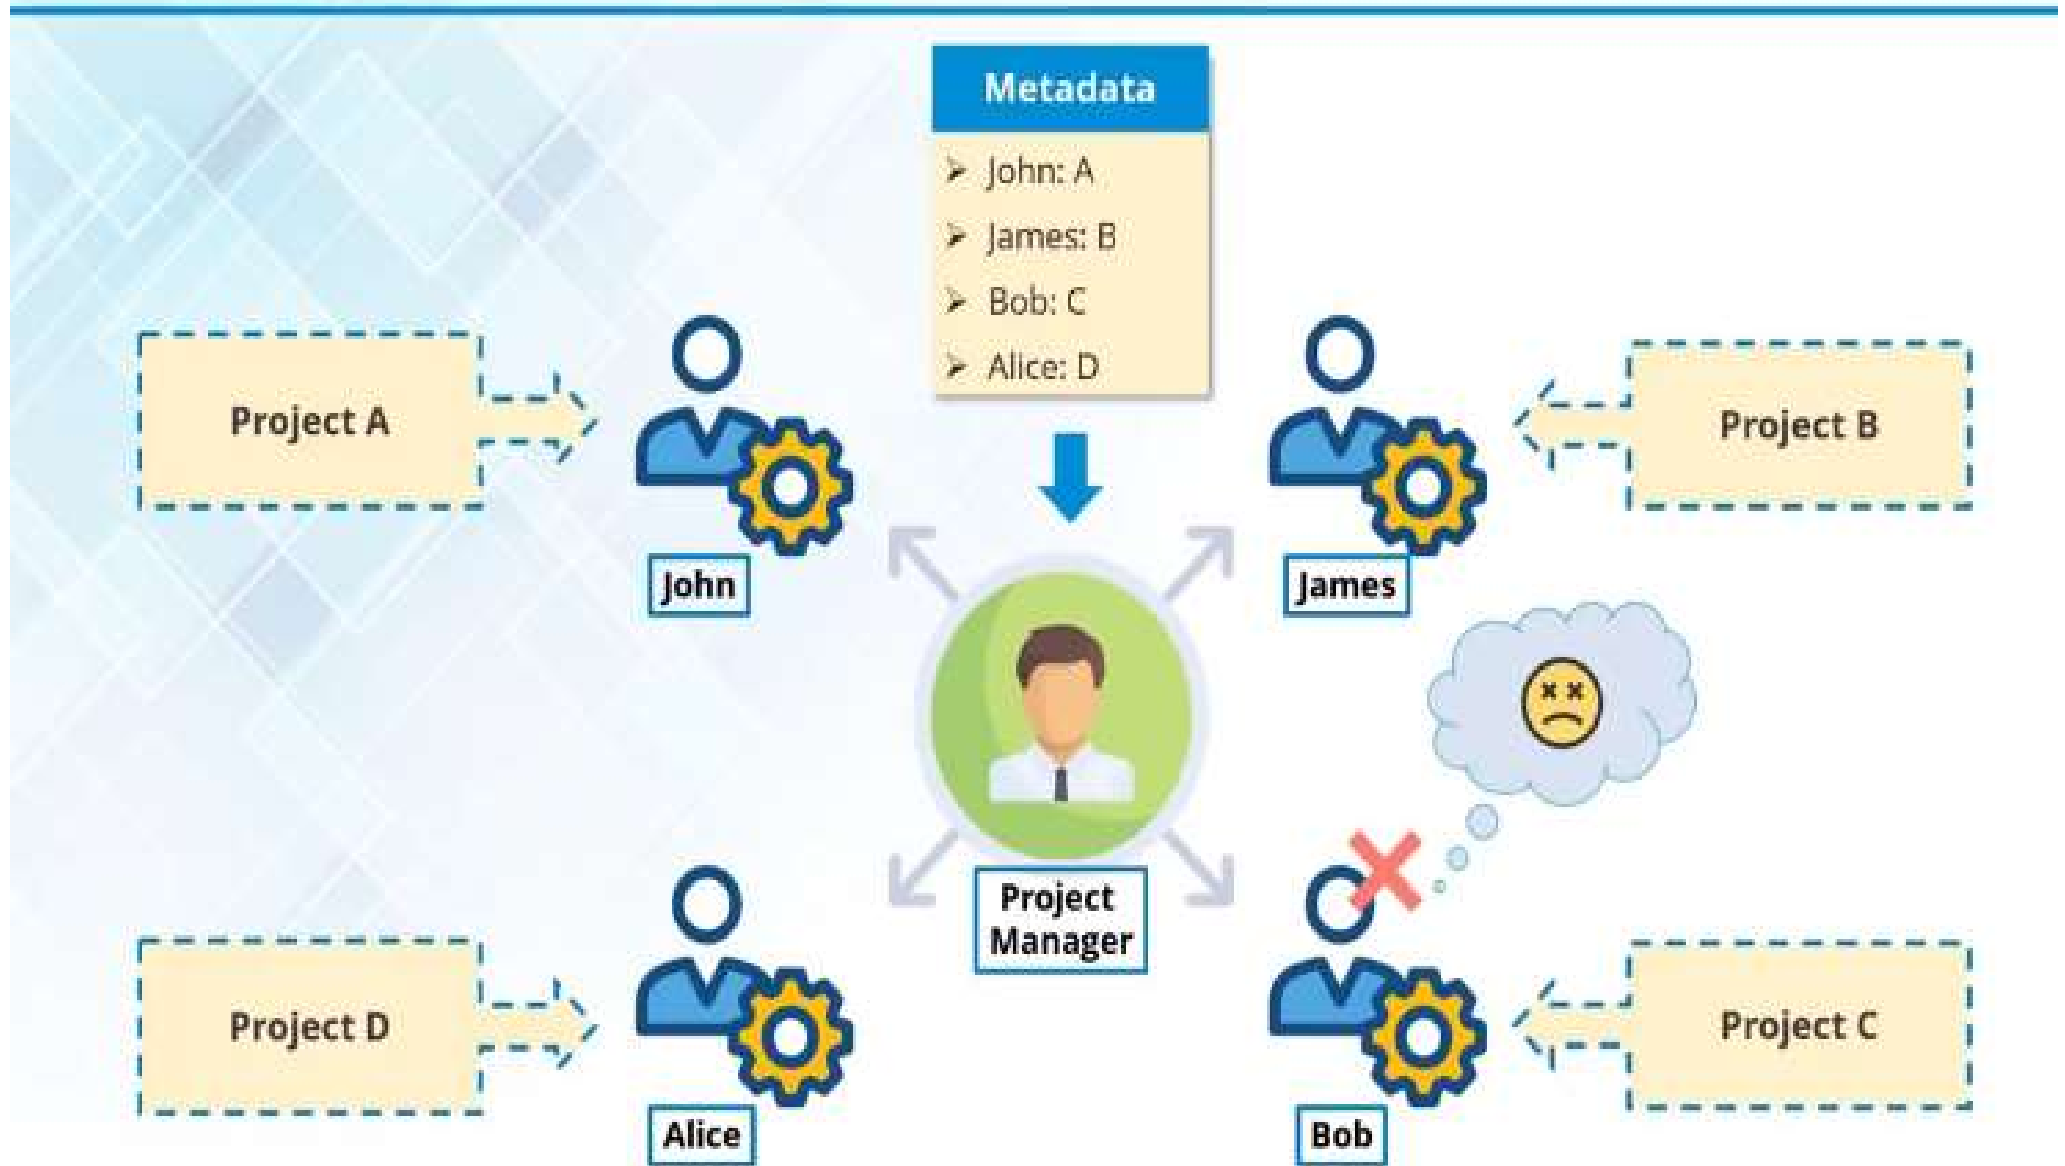 Metadata
John: A
James: B
Bob: C
Alice: D
Project A
Project B
John
James
Project
Manager
Project D
Project C
Alice
Bob